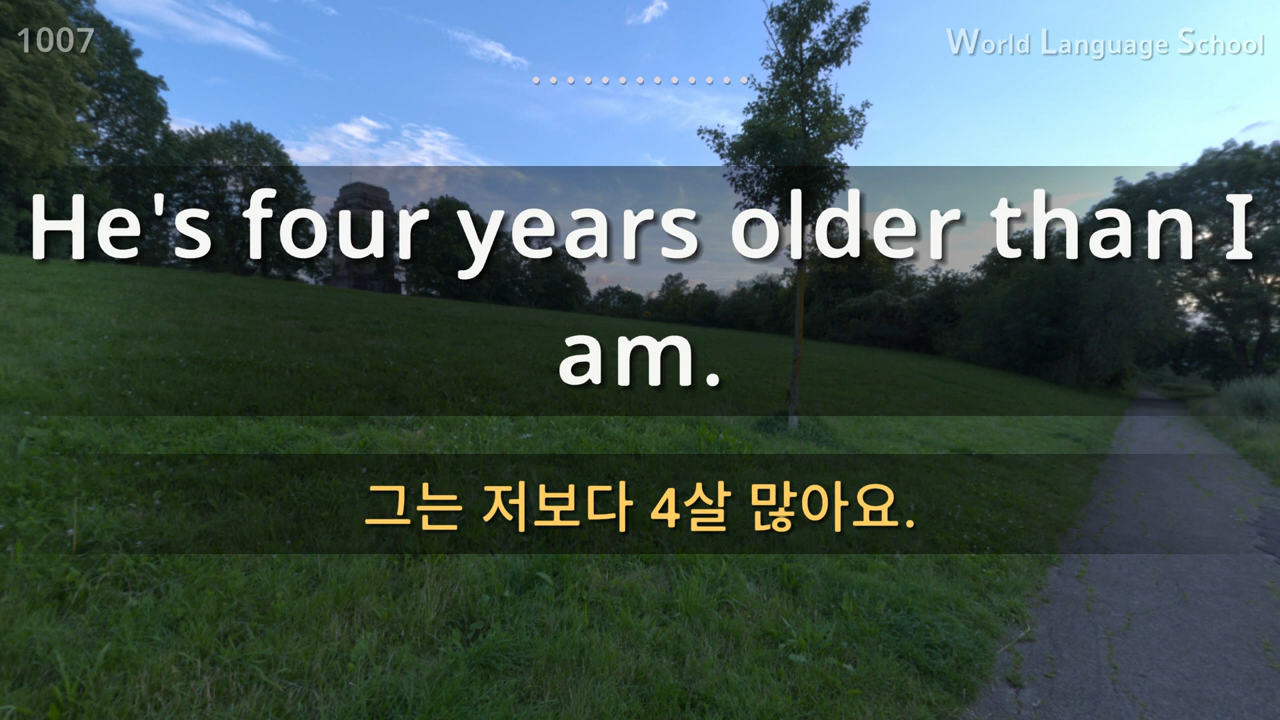 1007
World Language School
He's four years older than I
am.
그는 저보다 4살 많아요.